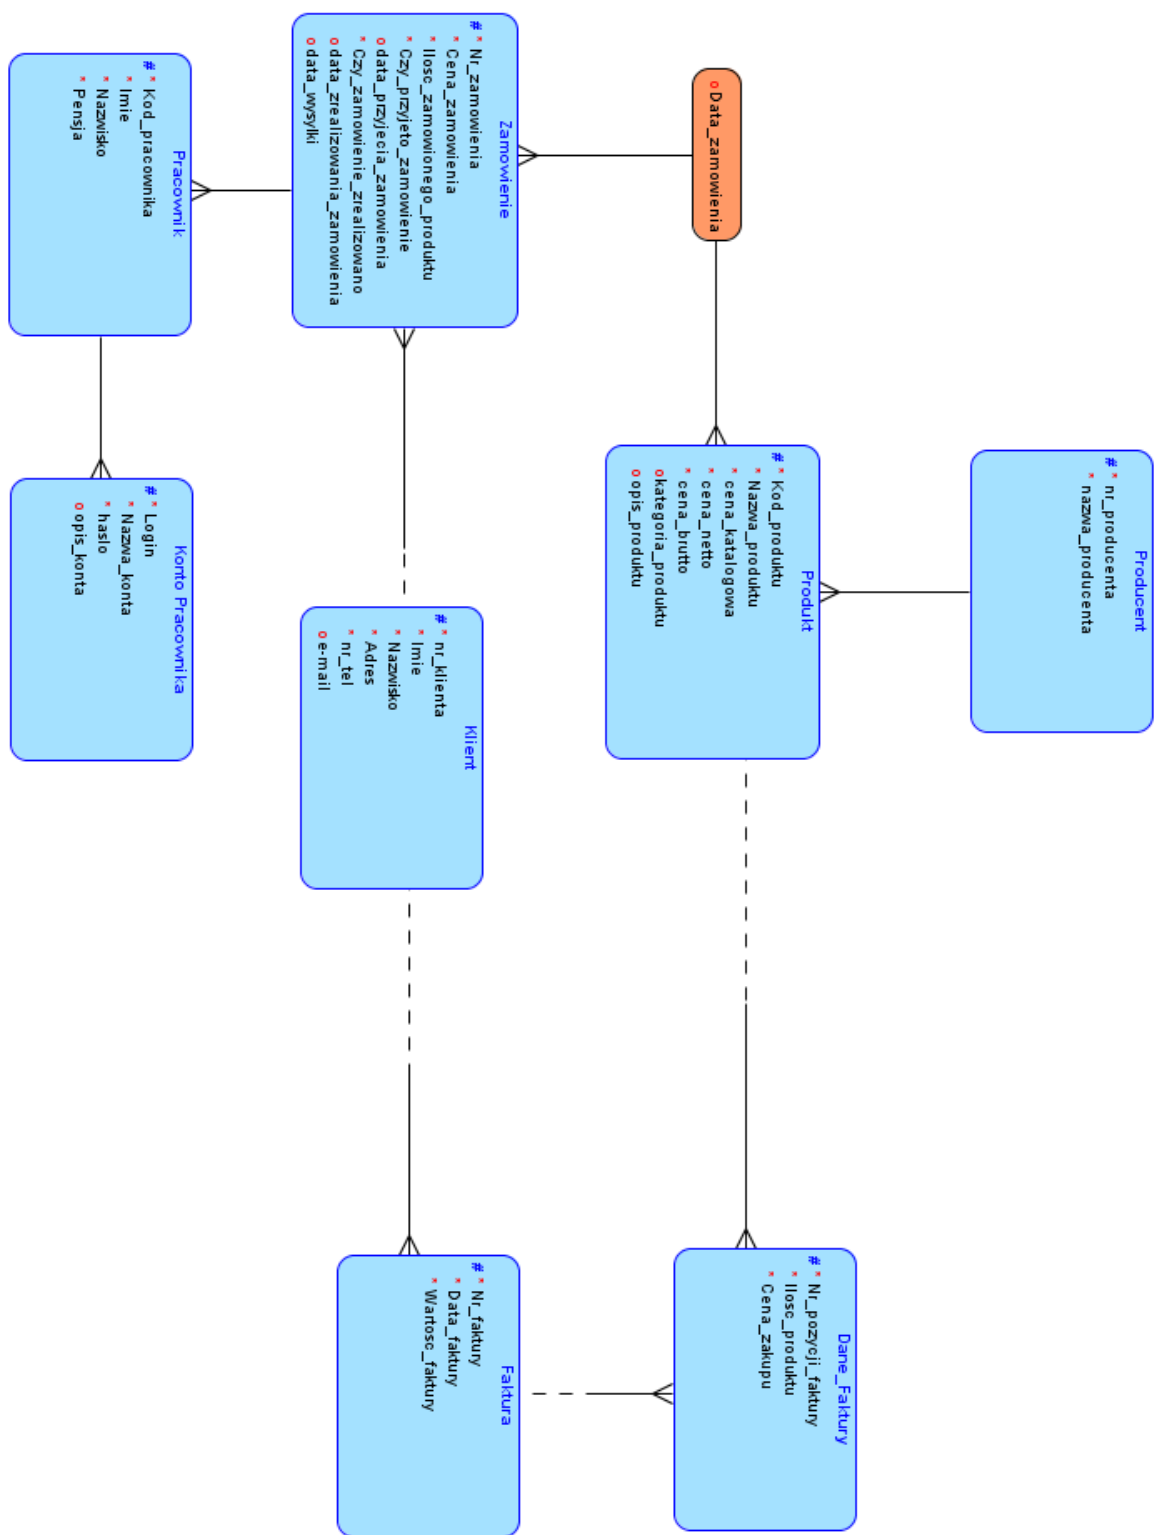 Producent
# * nr_producenta
* nazwa_producenta
o Data_zamowienia
Produkt
# * Kod_produktu
* Nazwa_produktu
* cena_katalogowa
* cena_netto
* cena_brutto
o kategoria_produktu
o opis_produktu
Dane_Faktury
# * Nr_pozycji_faktury
* Ilosc_produktu
* Cena_zakupu
Zamowienie
# * Nr_zamowienia
* Cena_zamowienia
* Ilosc_zamowionego_produktu
* Czy_przyjeto_zamowienie
o data_przyjecia_zamowienia
* Czy_zamowienie_zrealizowano
o data_zrealizowania_zamowienia
o data_wysylki
Klient
# * nr_klienta
* Imie
* Nazwisko
* Adres
* nr_tel
o e-mail
Faktura
# * Nr_faktury
* Data_faktury
* Wartosc_faktury
Pracownik
# * Kod_pracownika
* Imie
* Nazwisko
* Pensja
Konto Pracownika
# * Login
* Nazwa_konta
* haslo
o opis_konta